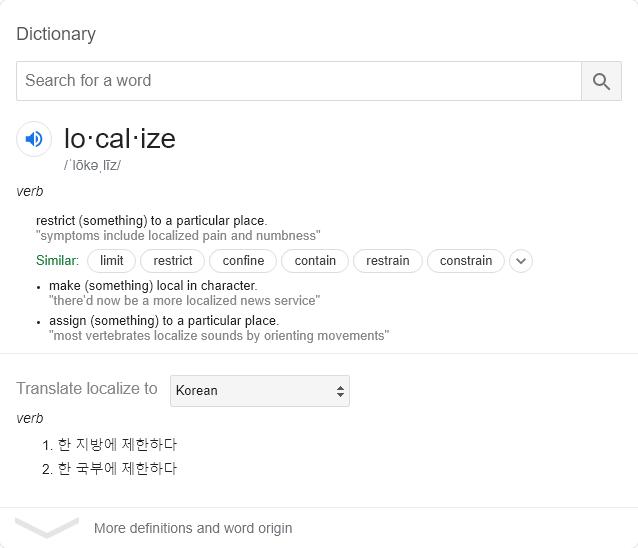 Dictionary
Search for a word
lo·cal·ize
/ˈlōkəˌlīz/
verb
restrict (something) to a particular place.
"symptoms include localized pain and numbness"
Similar: limit restrict confine contain restrain constrain
• make (something) local in character.
"there'd now be a more localized news service"
• assign (something) to a particular place.
"most vertebrates localize sounds by orienting movements"
Translate localize to Korean
verb
1. 한 지방에 제한하다
2. 한 국부에 제한하다
More definitions and word origin